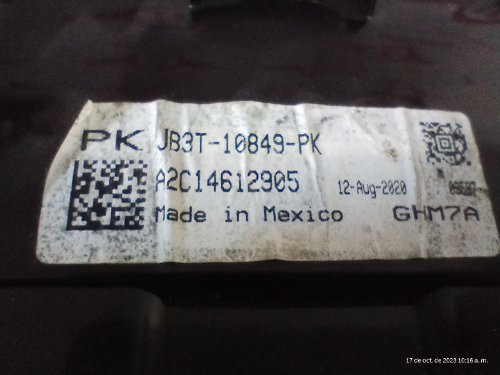 PK JB3T-10849-PK
A2C14612905 12-Aug-2020
Made in Mexico GHM7A
17 de oct. de 2023 10:16 a. m.